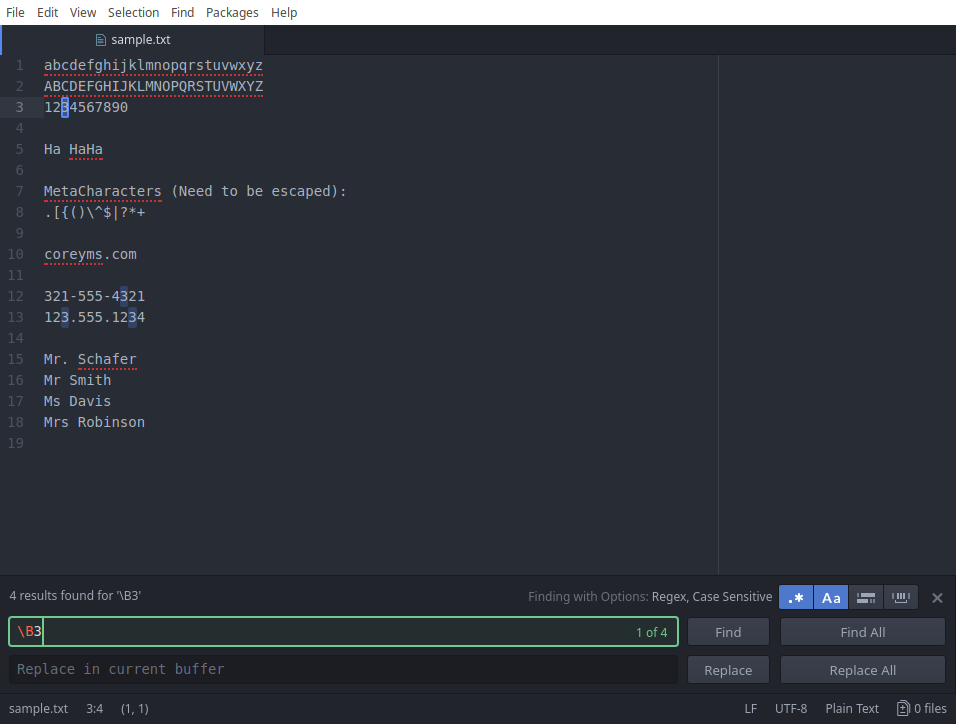 File Edit View Selection Find Packages Help
sample.txt
1 abcdefghijklmnopqrstuvwxyz
2 ABCDEFGHIJKLMNOPQRSTUVWXYZ
3 1234567890
4
5 Ha HaHa
6
7 MetaCharacters (Need to be escaped):
8 .[{()\^$|?*+
9
10 coreyms.com
11
12 321-555-4321
13 123.555.1234
14
15 Mr. Schafer
16 Mr Smith
17 Ms Davis
18 Mrs Robinson
19
4 results found for '\B3' Finding with Options: Regex, Case Sensitive .* Aa
\B3 1 of 4 Find Find All
Replace in current buffer Replace Replace All
sample.txt 3:4 (1, 1) LF UTF-8 Plain Text 0 files